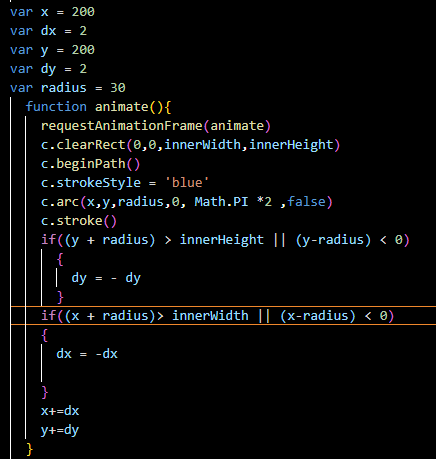 var x = 200
var dx = 2
var y = 200
var dy = 2
var radius = 30
function animate(){
requestAnimationFrame(animate)
c.clearRect(0,0,innerWidth,innerHeight)
c.beginPath()
c.strokeStyle = 'blue'
c.arc(x,y,radius,0, Math.PI *2 ,false)
c.stroke()
if((y + radius) > innerHeight || (y-radius) < 0)
{
dy = - dy
}
if((x + radius)> innerWidth || (x-radius) < 0)
{
dx = -dx
}
x+=dx
y+=dy
}